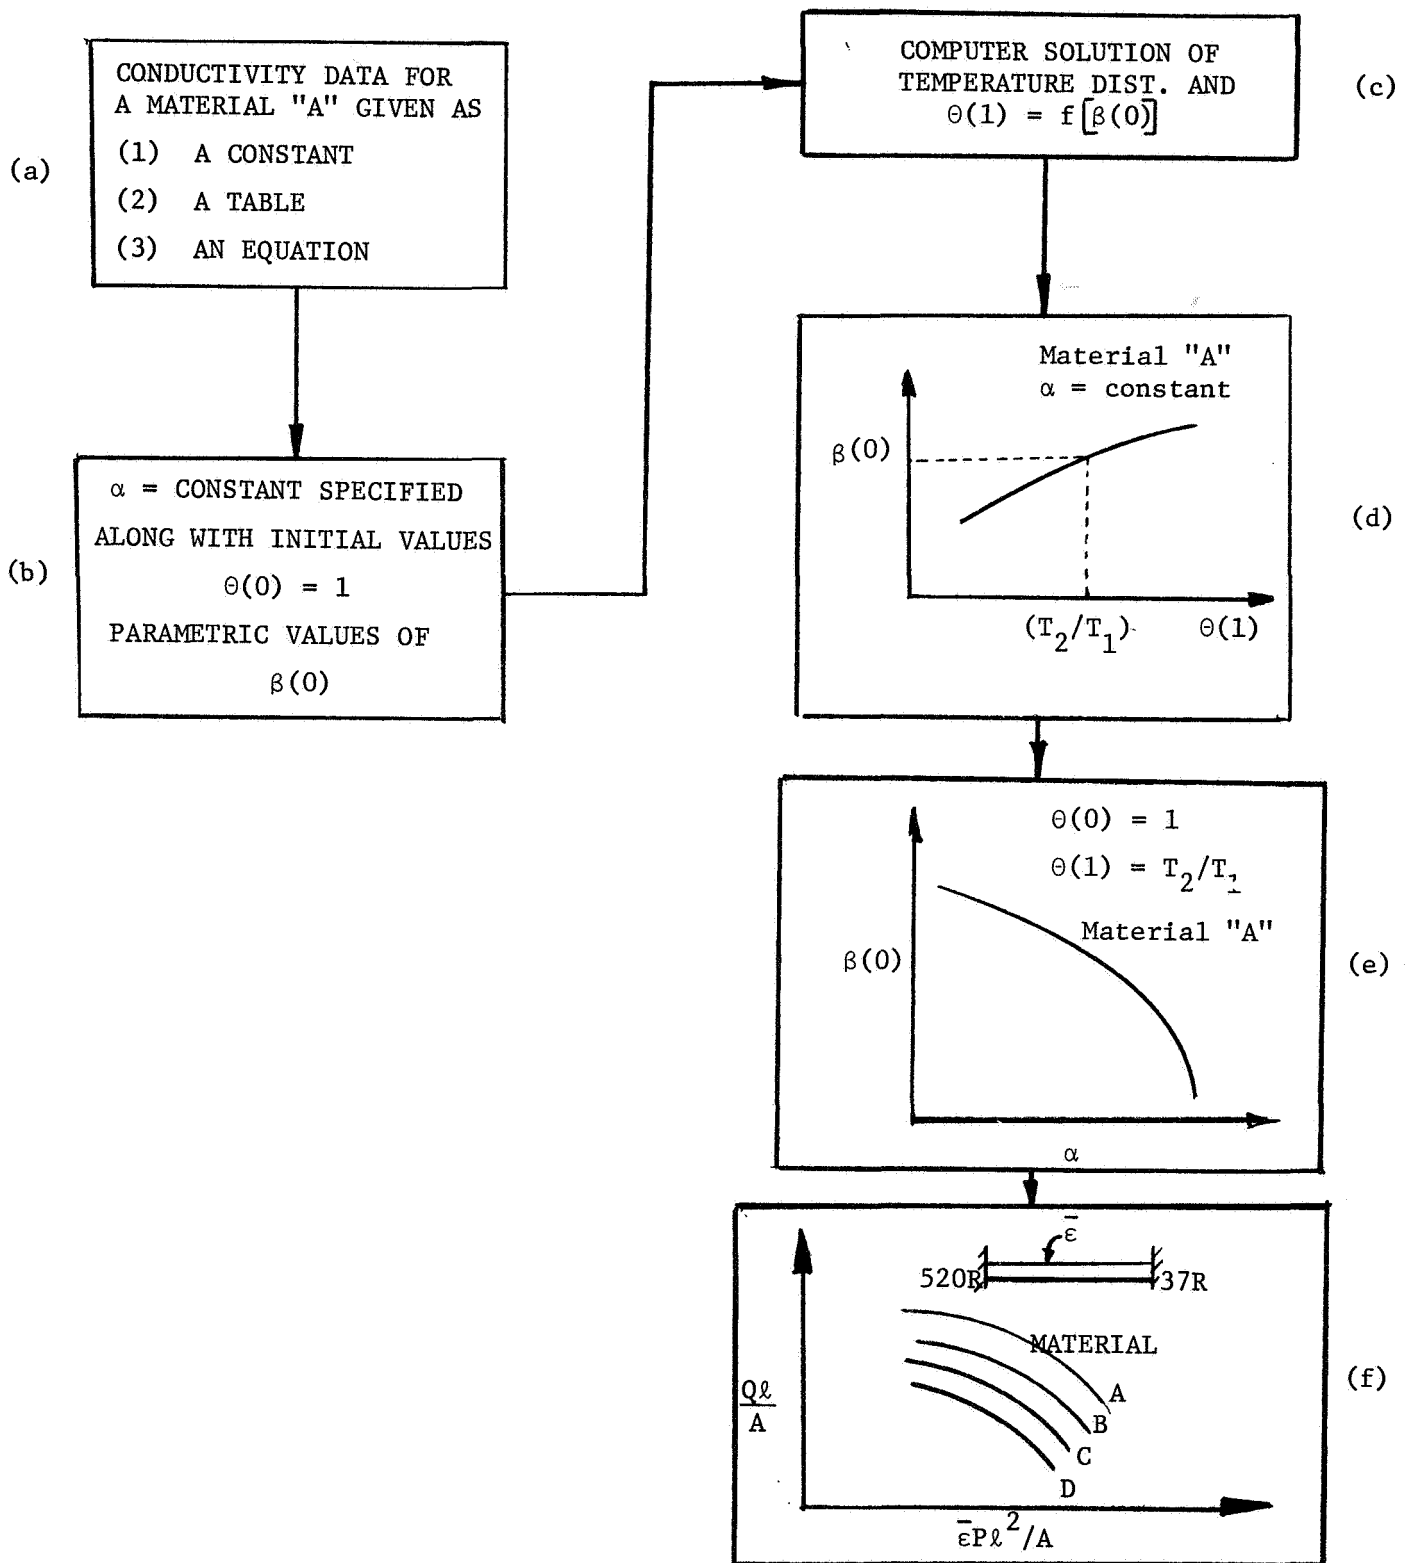 (a)
CONDUCTIVITY DATA FOR
A MATERIAL "A" GIVEN AS
(1) A CONSTANT
(2) A TABLE
(3) AN EQUATION
(b)
α = CONSTANT SPECIFIED
ALONG WITH INITIAL VALUES
Θ(0) = 1
PARAMETRIC VALUES OF
β(0)
COMPUTER SOLUTION OF
TEMPERATURE DIST. AND
Θ(1) = f[β(0)]
(c)
Material "A"
α = constant
β(0)
(T₂/T₁)
Θ(1)
(d)
Θ(0) = 1
Θ(1) = T₂/T₁
Material "A"
β(0)
α
(e)
ε̄
520R
37R
MATERIAL
A
B
C
D
Qℓ
A
ε̄Pℓ²/A
(f)